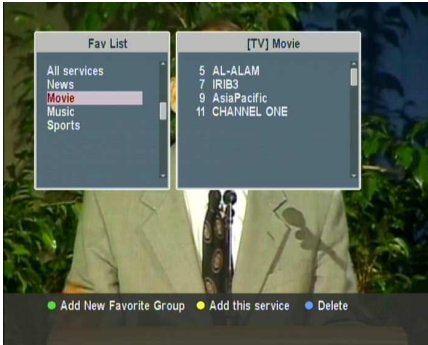 Fav List
All services
News
Movie
Music
Sports
[TV] Movie
5 AL-ALAM
7 IRIB3
9 AsiaPacific
11 CHANNEL ONE
Add New Favorite Group Add this service Delete